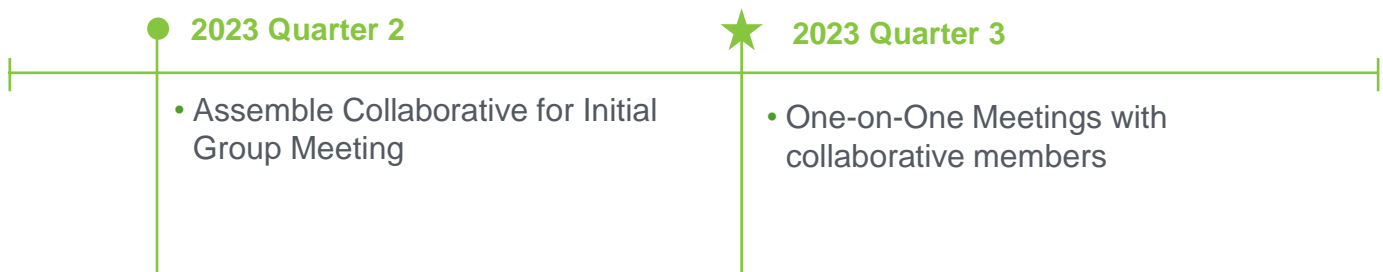 2023 Quarter 2
• Assemble Collaborative for Initial
Group Meeting
2023 Quarter 3
• One-on-One Meetings with
collaborative members